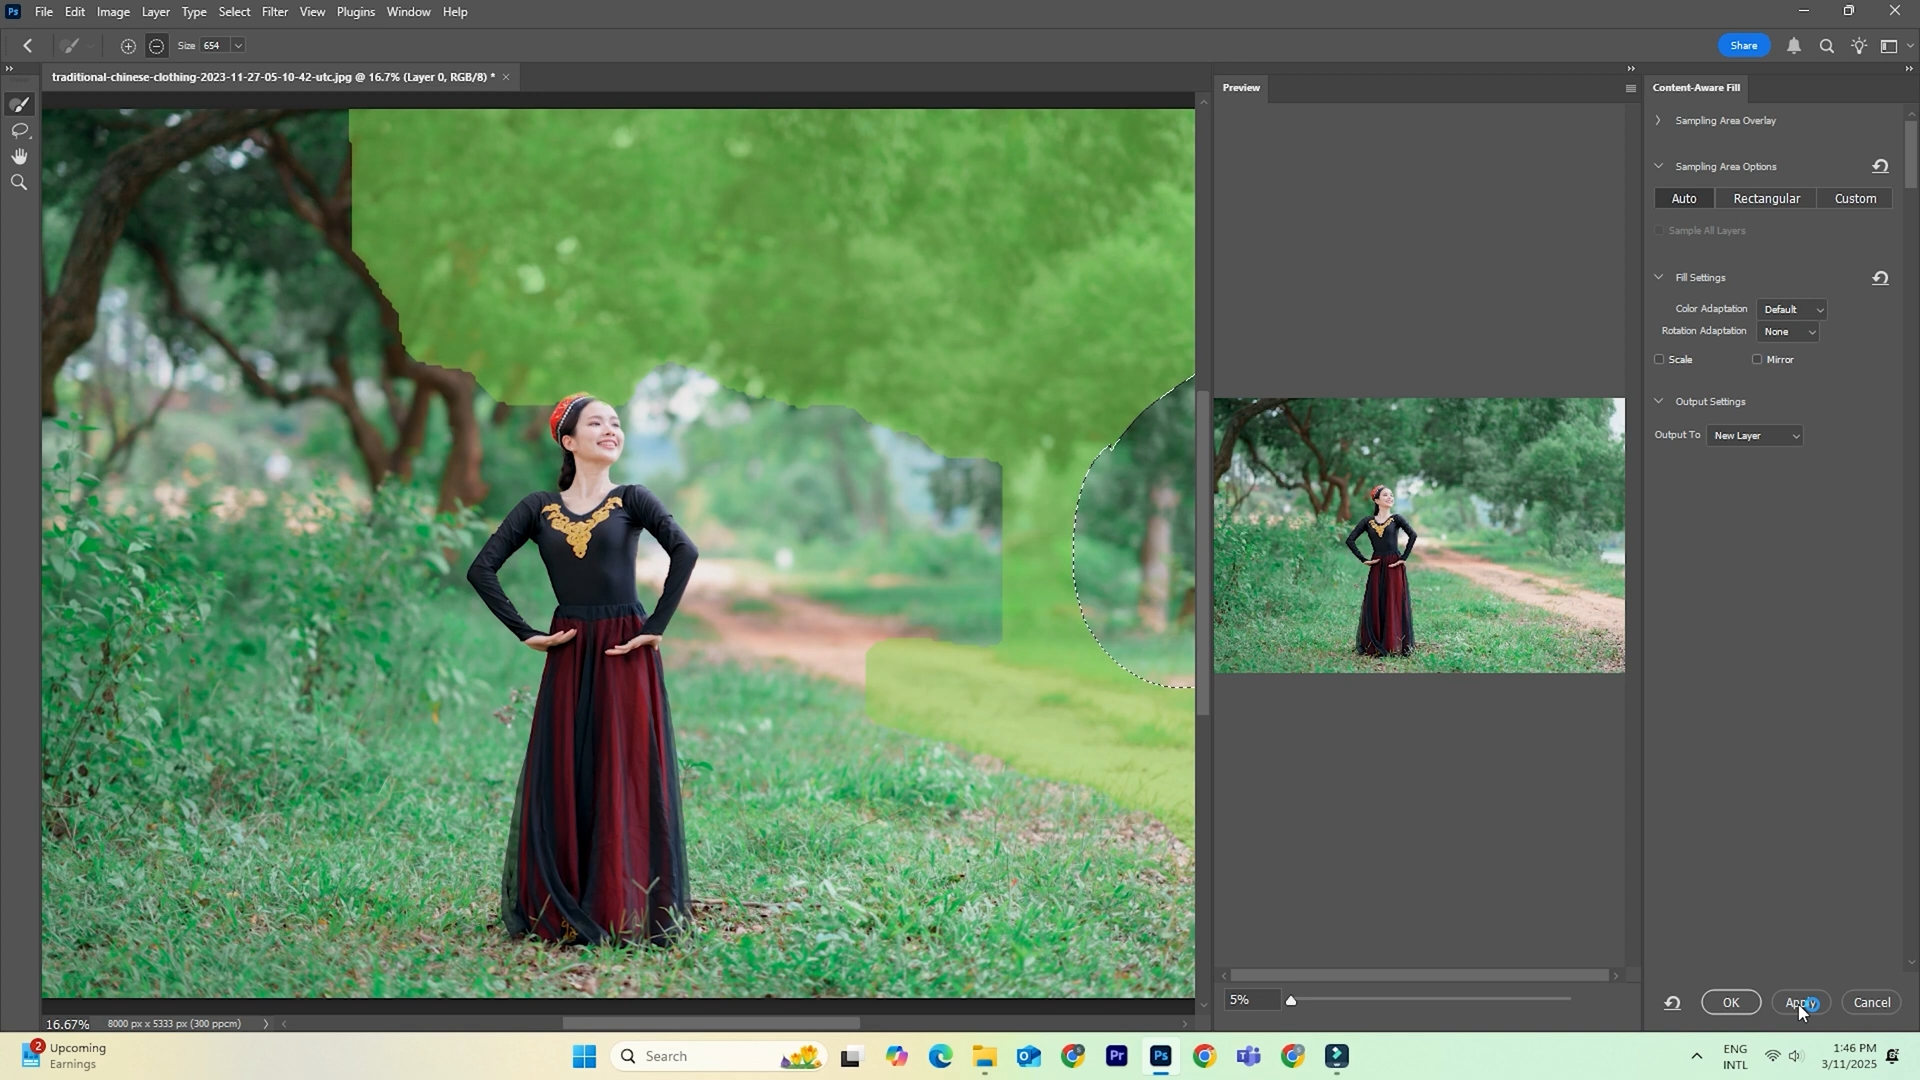 Ps File Edit Image Layer Type Select Filter View Plugins Window Help
Size 654
Share
traditional-chinese-clothing-2023-11-27-05-10-42-utc.jpg @ 16.7% (Layer 0, RGB/8) *
Preview
Content-Aware Fill
Sampling Area Overlay
Sampling Area Options
Auto Rectangular Custom
Sample All Layers
Fill Settings
Color Adaptation Default
Rotation Adaptation None
Scale Mirror
Output Settings
Output To New Layer
5%
OK Apply Cancel
16.67% 8000 px x 5333 px (300 ppcm)
2 Upcoming
Earnings
Search
Pr
Ps
ENG
INTL
1:46 PM
3/11/2025